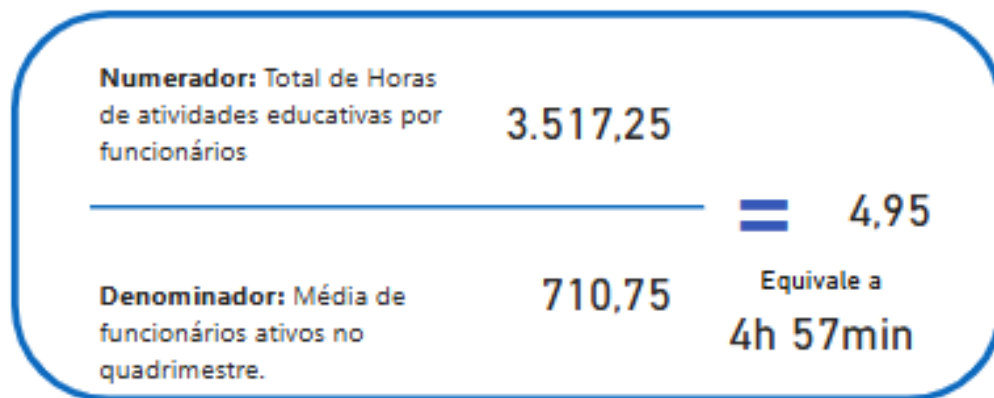 Numerador: Total de Horas
de atividades educativas por
funcionários
3.517,25
= 4,95
Denominador: Média de
funcionários ativos no
quadrimestre.
710,75
Equivale a
4h 57min